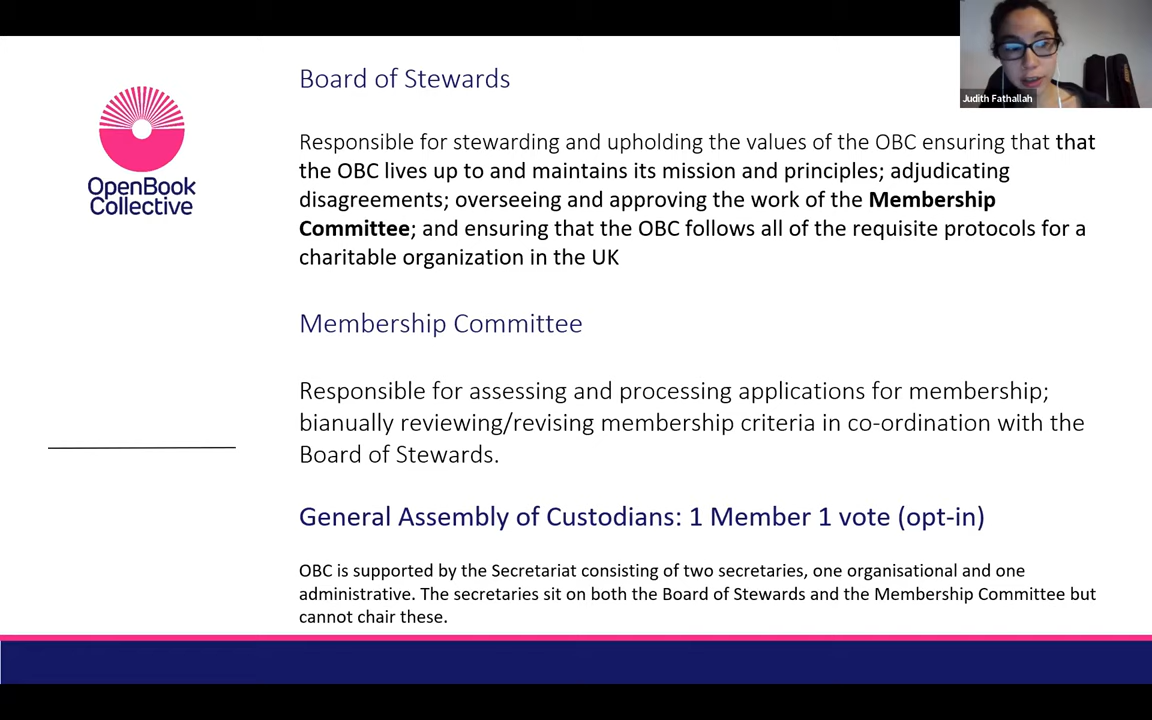 Board of Stewards
Judith Fathallah
Responsible for stewarding and upholding the values of the OBC ensuring that that
the OBC lives up to and maintains its mission and principles; adjudicating
disagreements; overseeing and approving the work of the Membership
Committee; and ensuring that the OBC follows all of the requisite protocols for a
charitable organization in the UK
OpenBook
Collective
Membership Committee
Responsible for assessing and processing applications for membership;
bianually reviewing/revising membership criteria in co-ordination with the
Board of Stewards.
General Assembly of Custodians: 1 Member 1 vote (opt-in)
OBC is supported by the Secretariat consisting of two secretaries, one organisational and one
administrative. The secretaries sit on both the Board of Stewards and the Membership Committee but
cannot chair these.